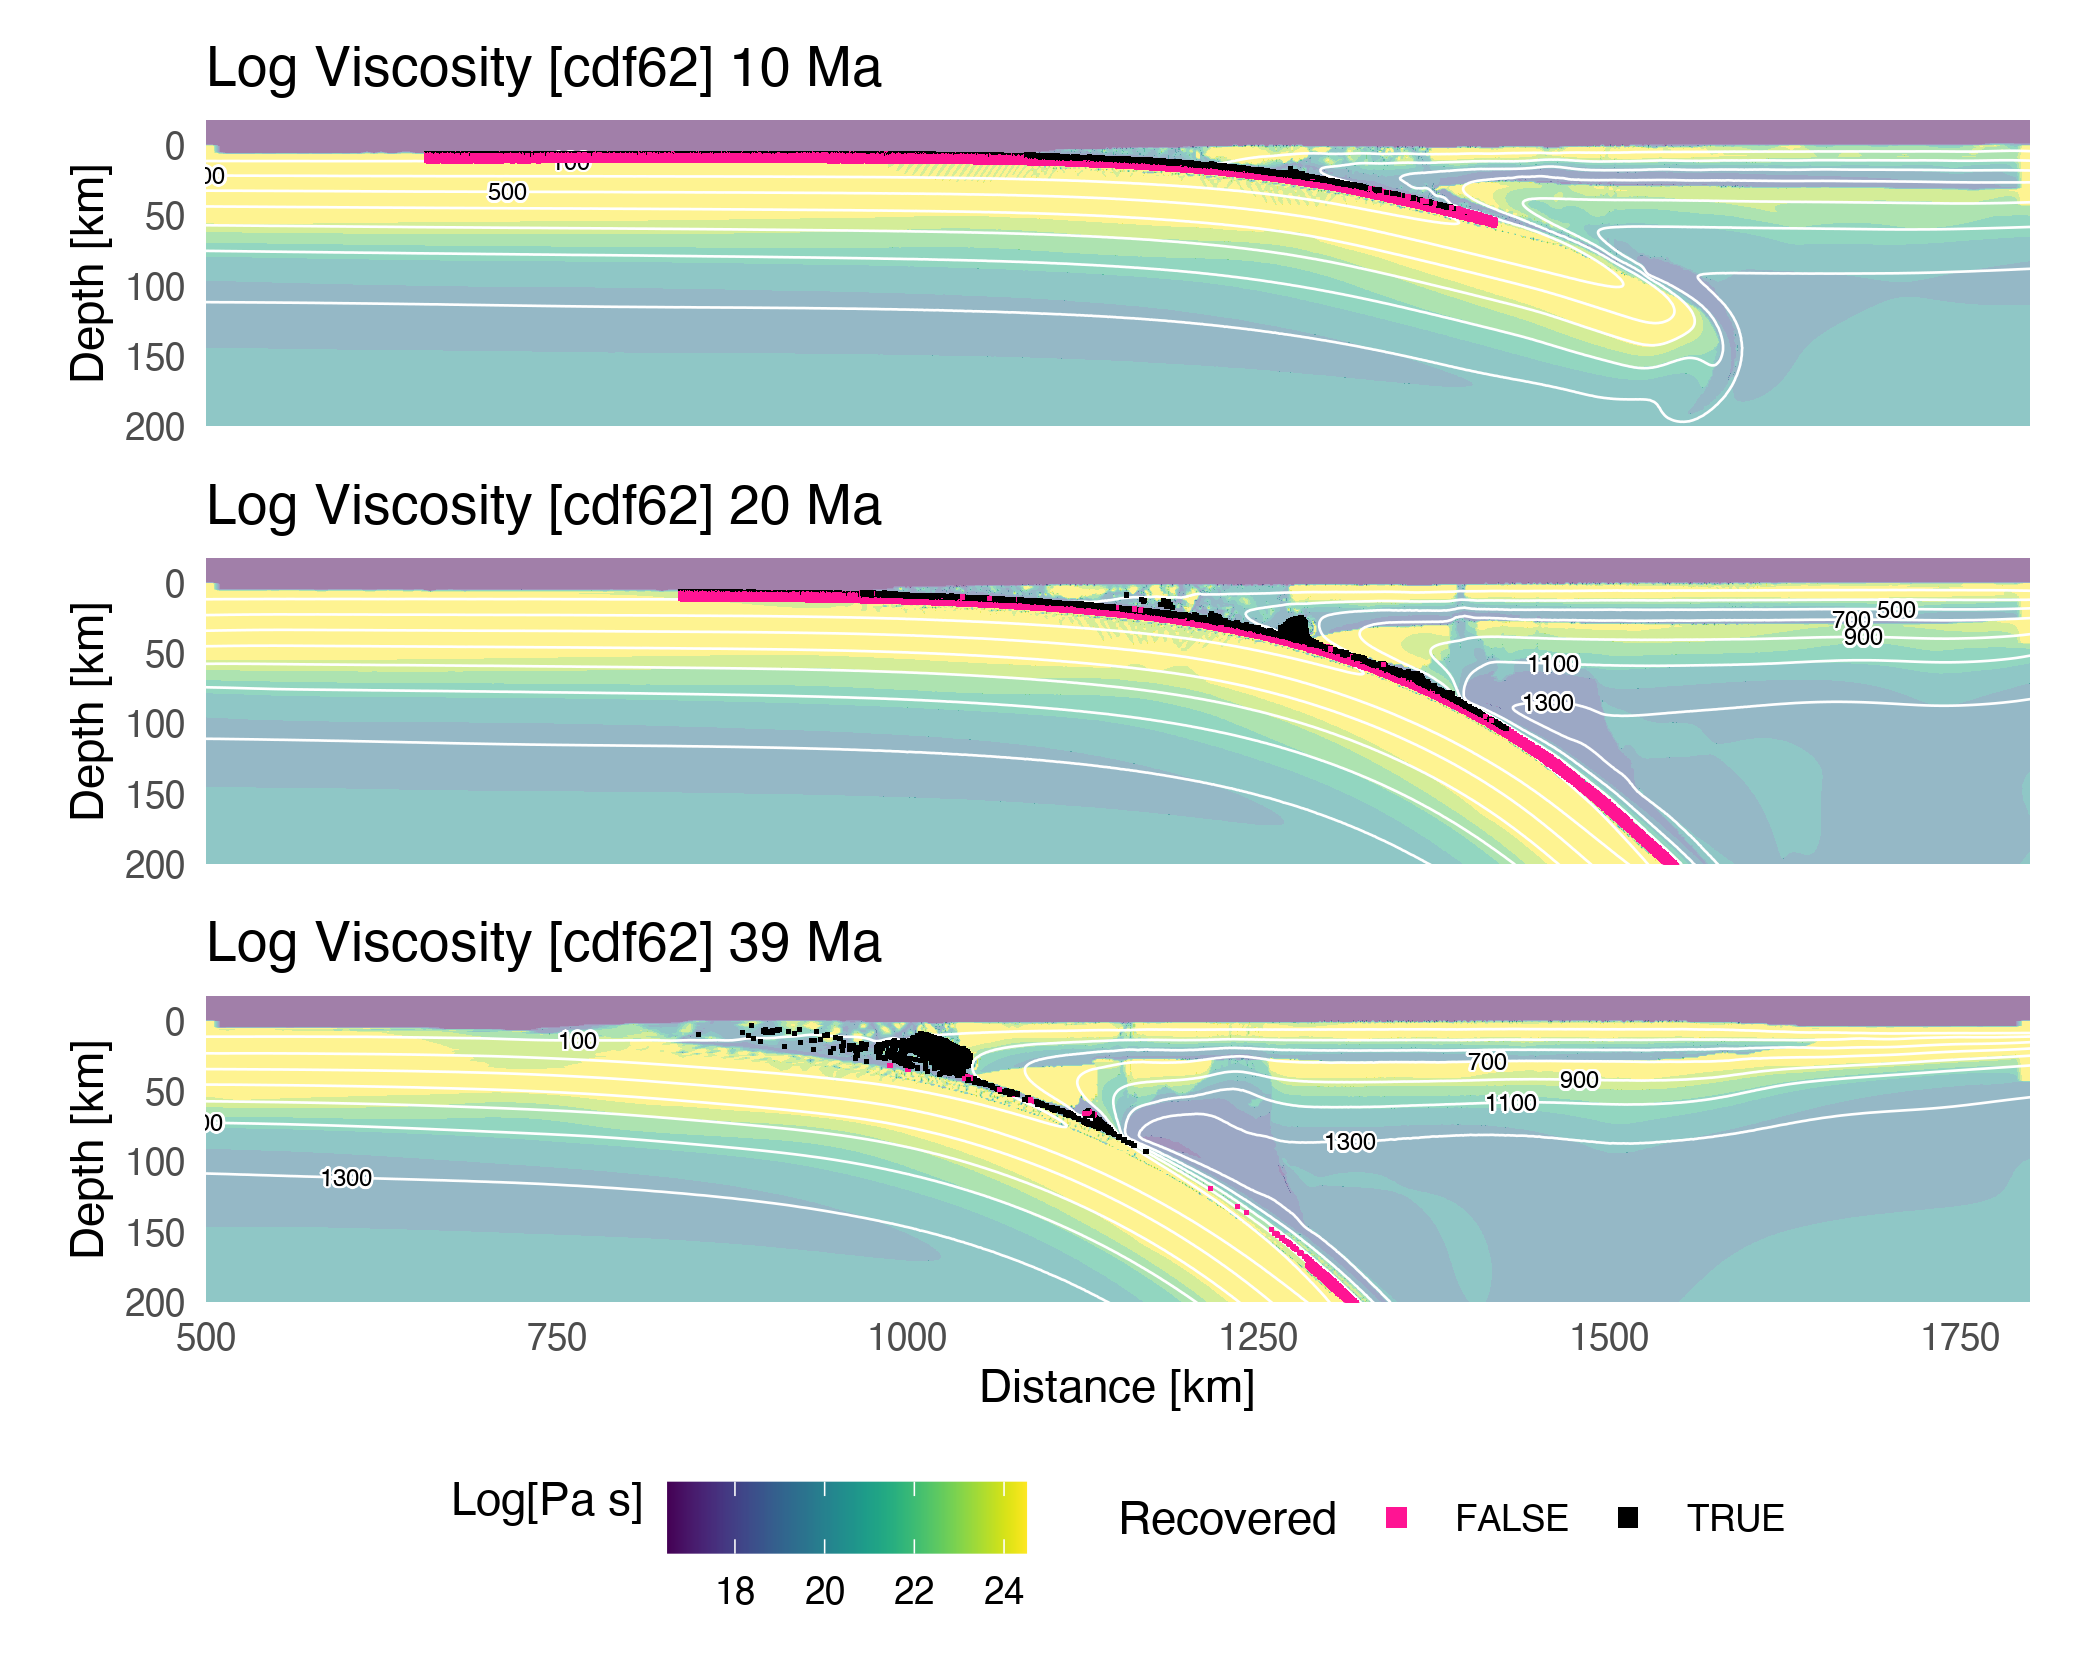 Log Viscosity [cdf62] 10 Ma
Depth [km]
0
50
100
150
200
00
100
500
Log Viscosity [cdf62] 20 Ma
Depth [km]
0
50
100
150
200
500
700
900
1100
1300
Log Viscosity [cdf62] 39 Ma
Depth [km]
0
50
100
150
200
100
00
1300
700
900
1100
1300
500 750 1000 1250 1500 1750
Distance [km]
Log[Pa s]
18 20 22 24
Recovered FALSE TRUE